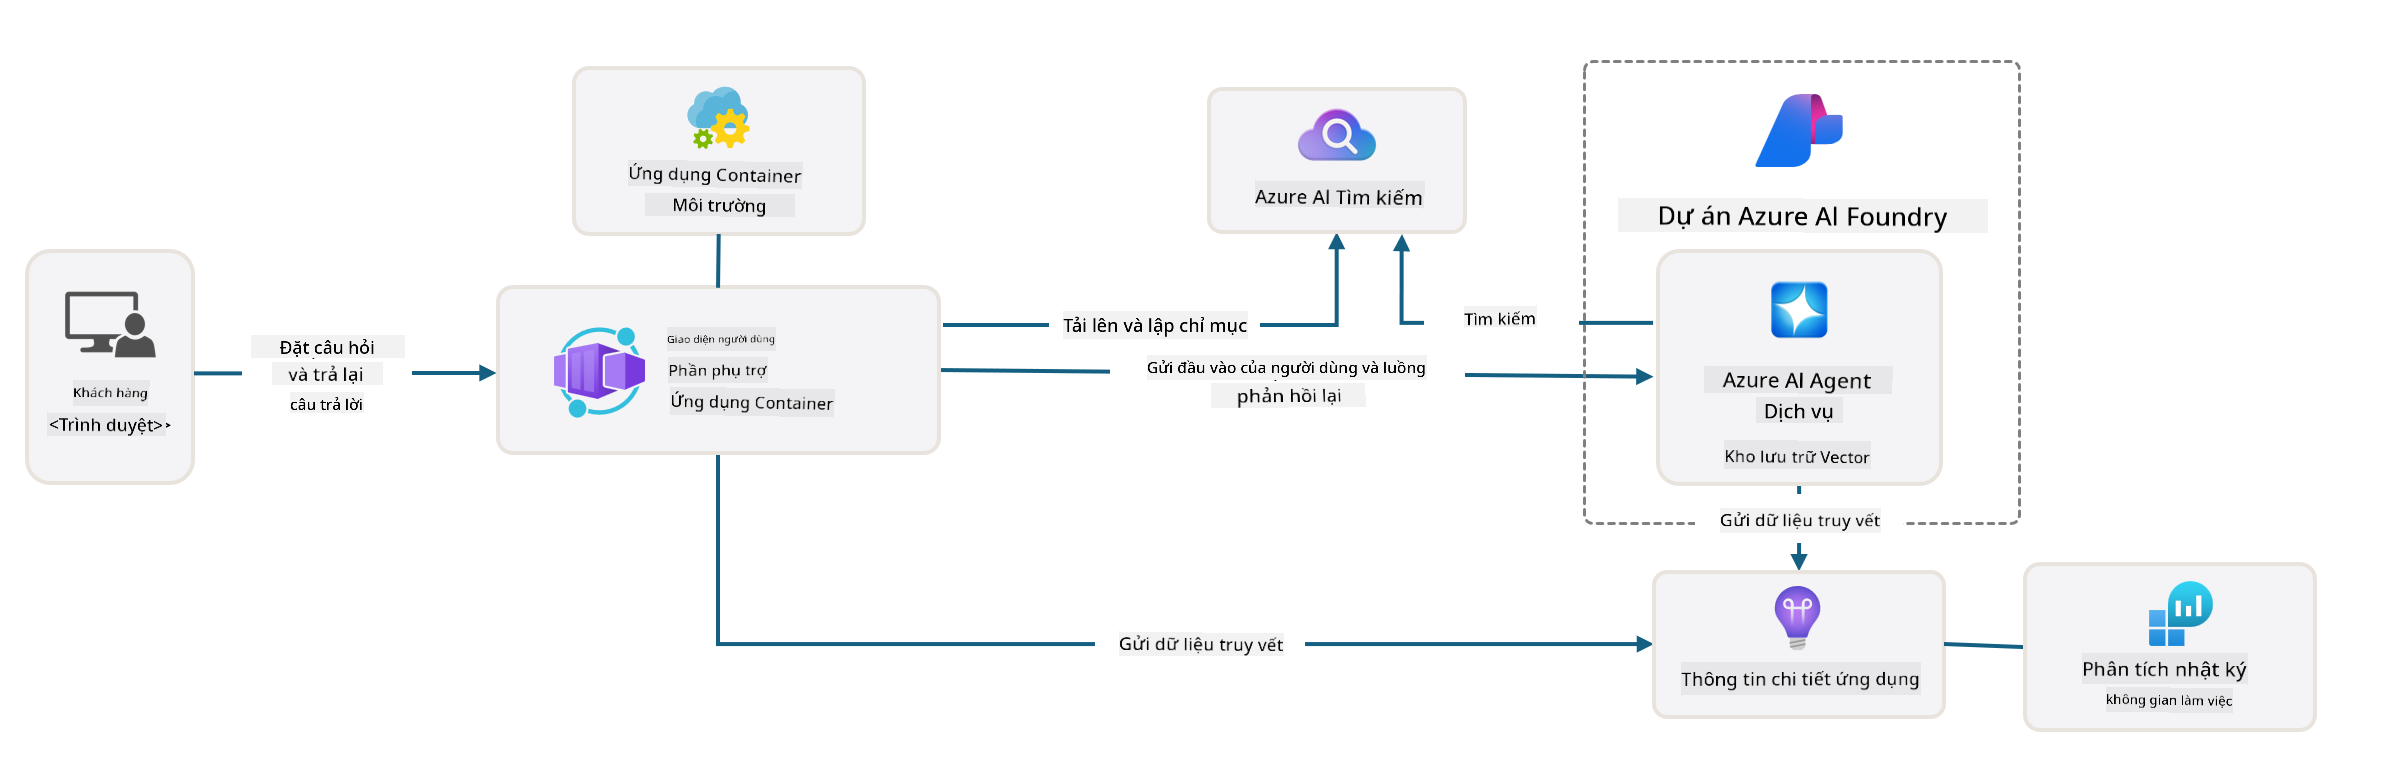 Ứng dụng Container
Môi trường
Azure AI Tìm kiếm
Dự án Azure AI Foundry
Khách hàng
<Trình duyệt>
Đặt câu hỏi
và trả lại
câu trả lời
Giao diện người dùng
Phần phụ trợ
Ứng dụng Container
Tải lên và lập chỉ mục
Tìm kiếm
Gửi đầu vào của người dùng và luồng
phản hồi lại
Azure AI Agent
Dịch vụ
Kho lưu trữ Vector
Gửi dữ liệu truy vết
Gửi dữ liệu truy vết
Thông tin chi tiết ứng dụng
Phân tích nhật ký
không gian làm việc